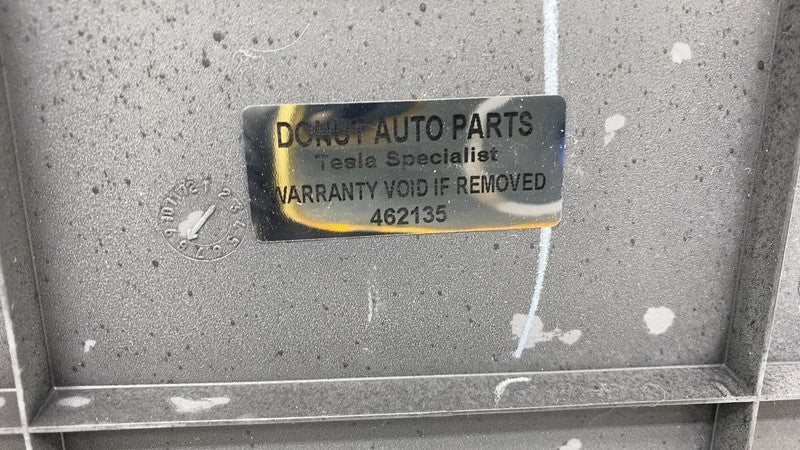 DONUT AUTO PARTS
Tesla Specialist
WARRANTY VOID IF REMOVED
462135